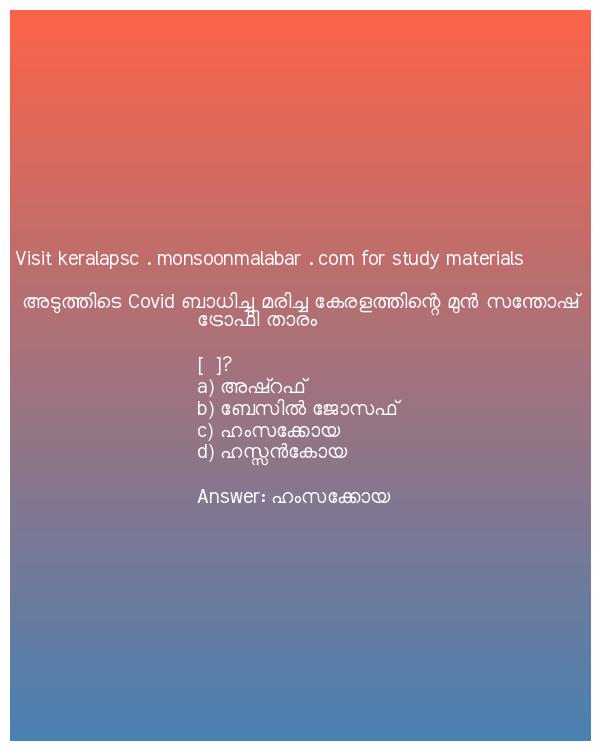 Visit keralapsc . monsoonmalabar . com for study materials
അടുത്തിടെ Covid ബാധിച്ചു മരിച്ച കേരളത്തിന്റെ മുൻ സന്തോഷ്
ട്രോഫി താരം
[ ]?
a) അഷ്റഫ്
b) ബേസിൽ ജോസഫ്
c) ഹംസക്കോയ
d) ഹസ്സൻകോയ
Answer: ഹംസക്കോയ